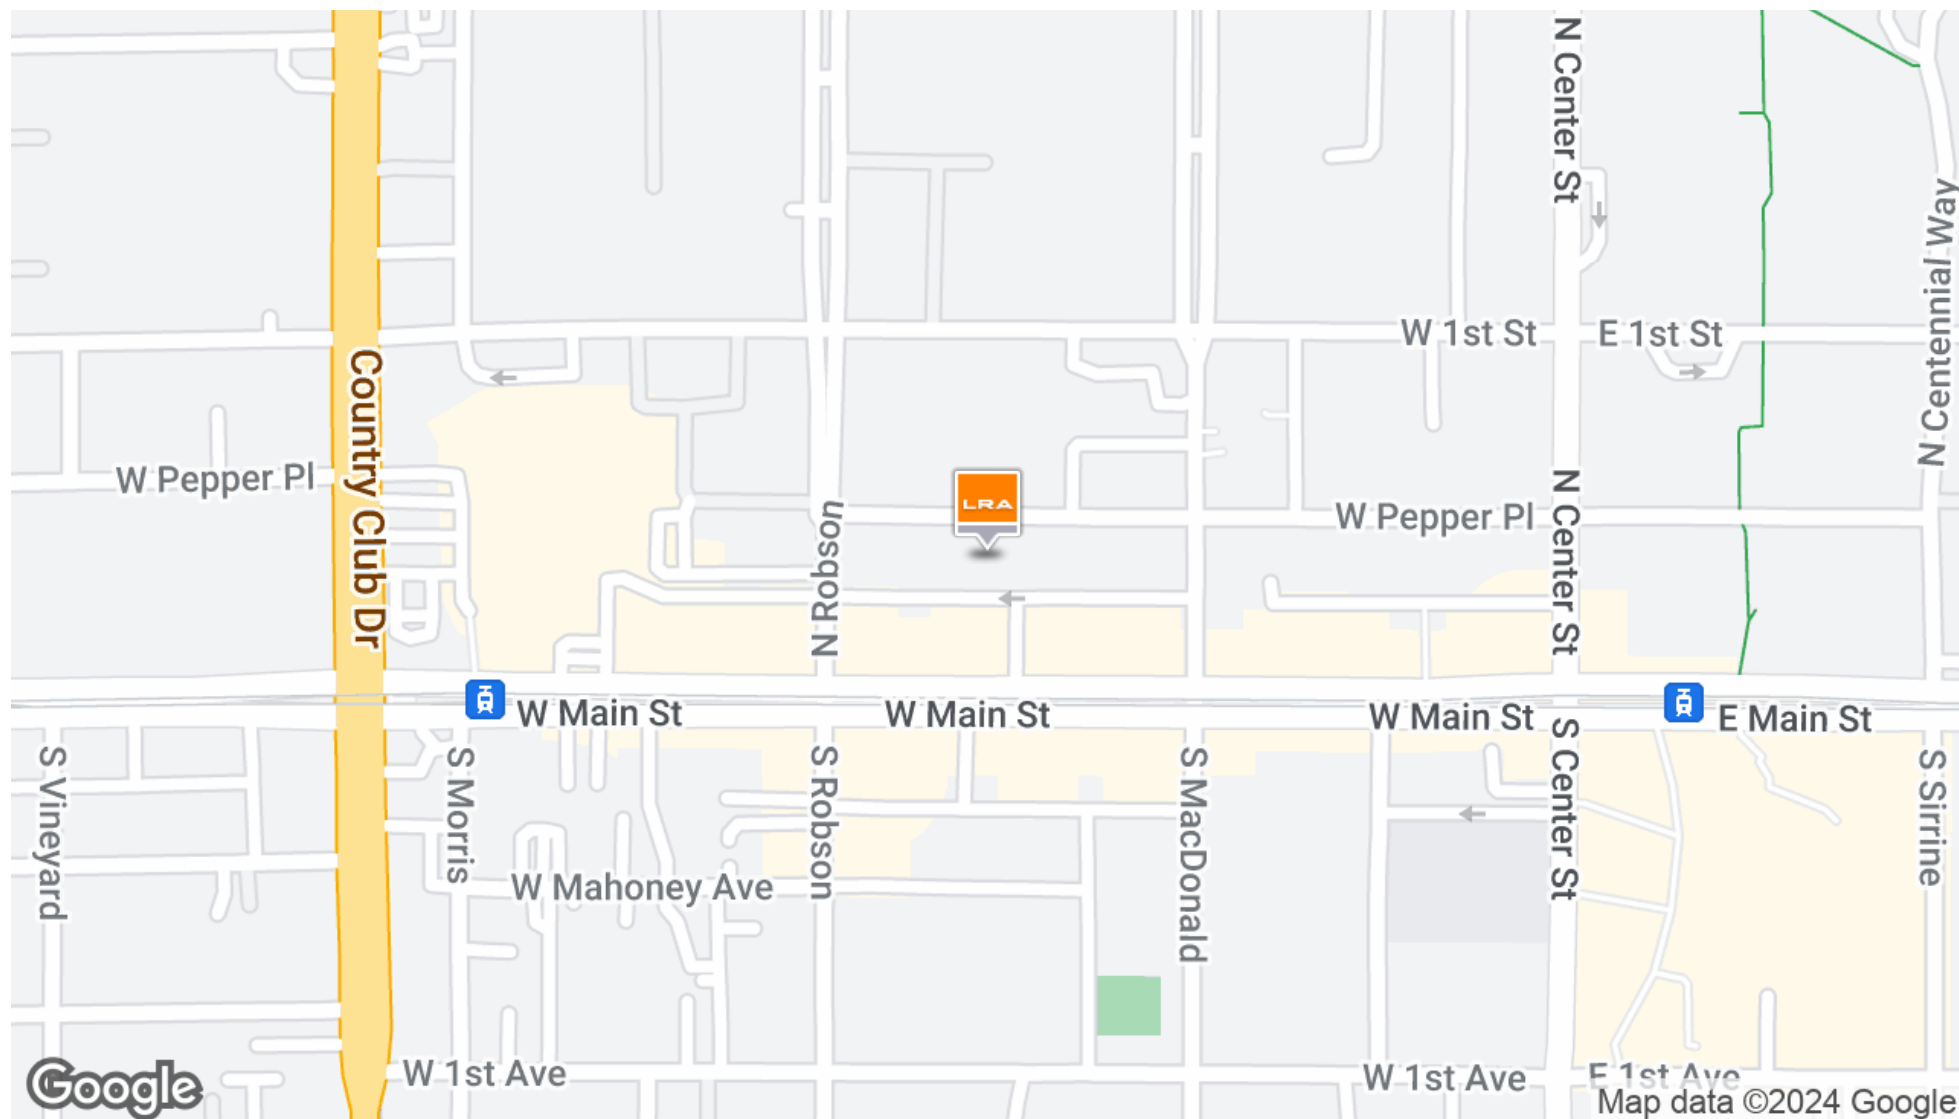 N Center St
N Centennial Way
W 1st St
E 1st St
Country Club Dr
W Pepper Pl
LRA
N Robson
W Pepper Pl
N Center St
W Main St
W Main St
W Main St
E Main St
S Vineyard
S Morris
S Robson
S MacDonald
S Center St
S Sirrine
W Mahoney Ave
W 1st Ave
W 1st Ave
E 1st Ave
Google
Map data ©2024 Google